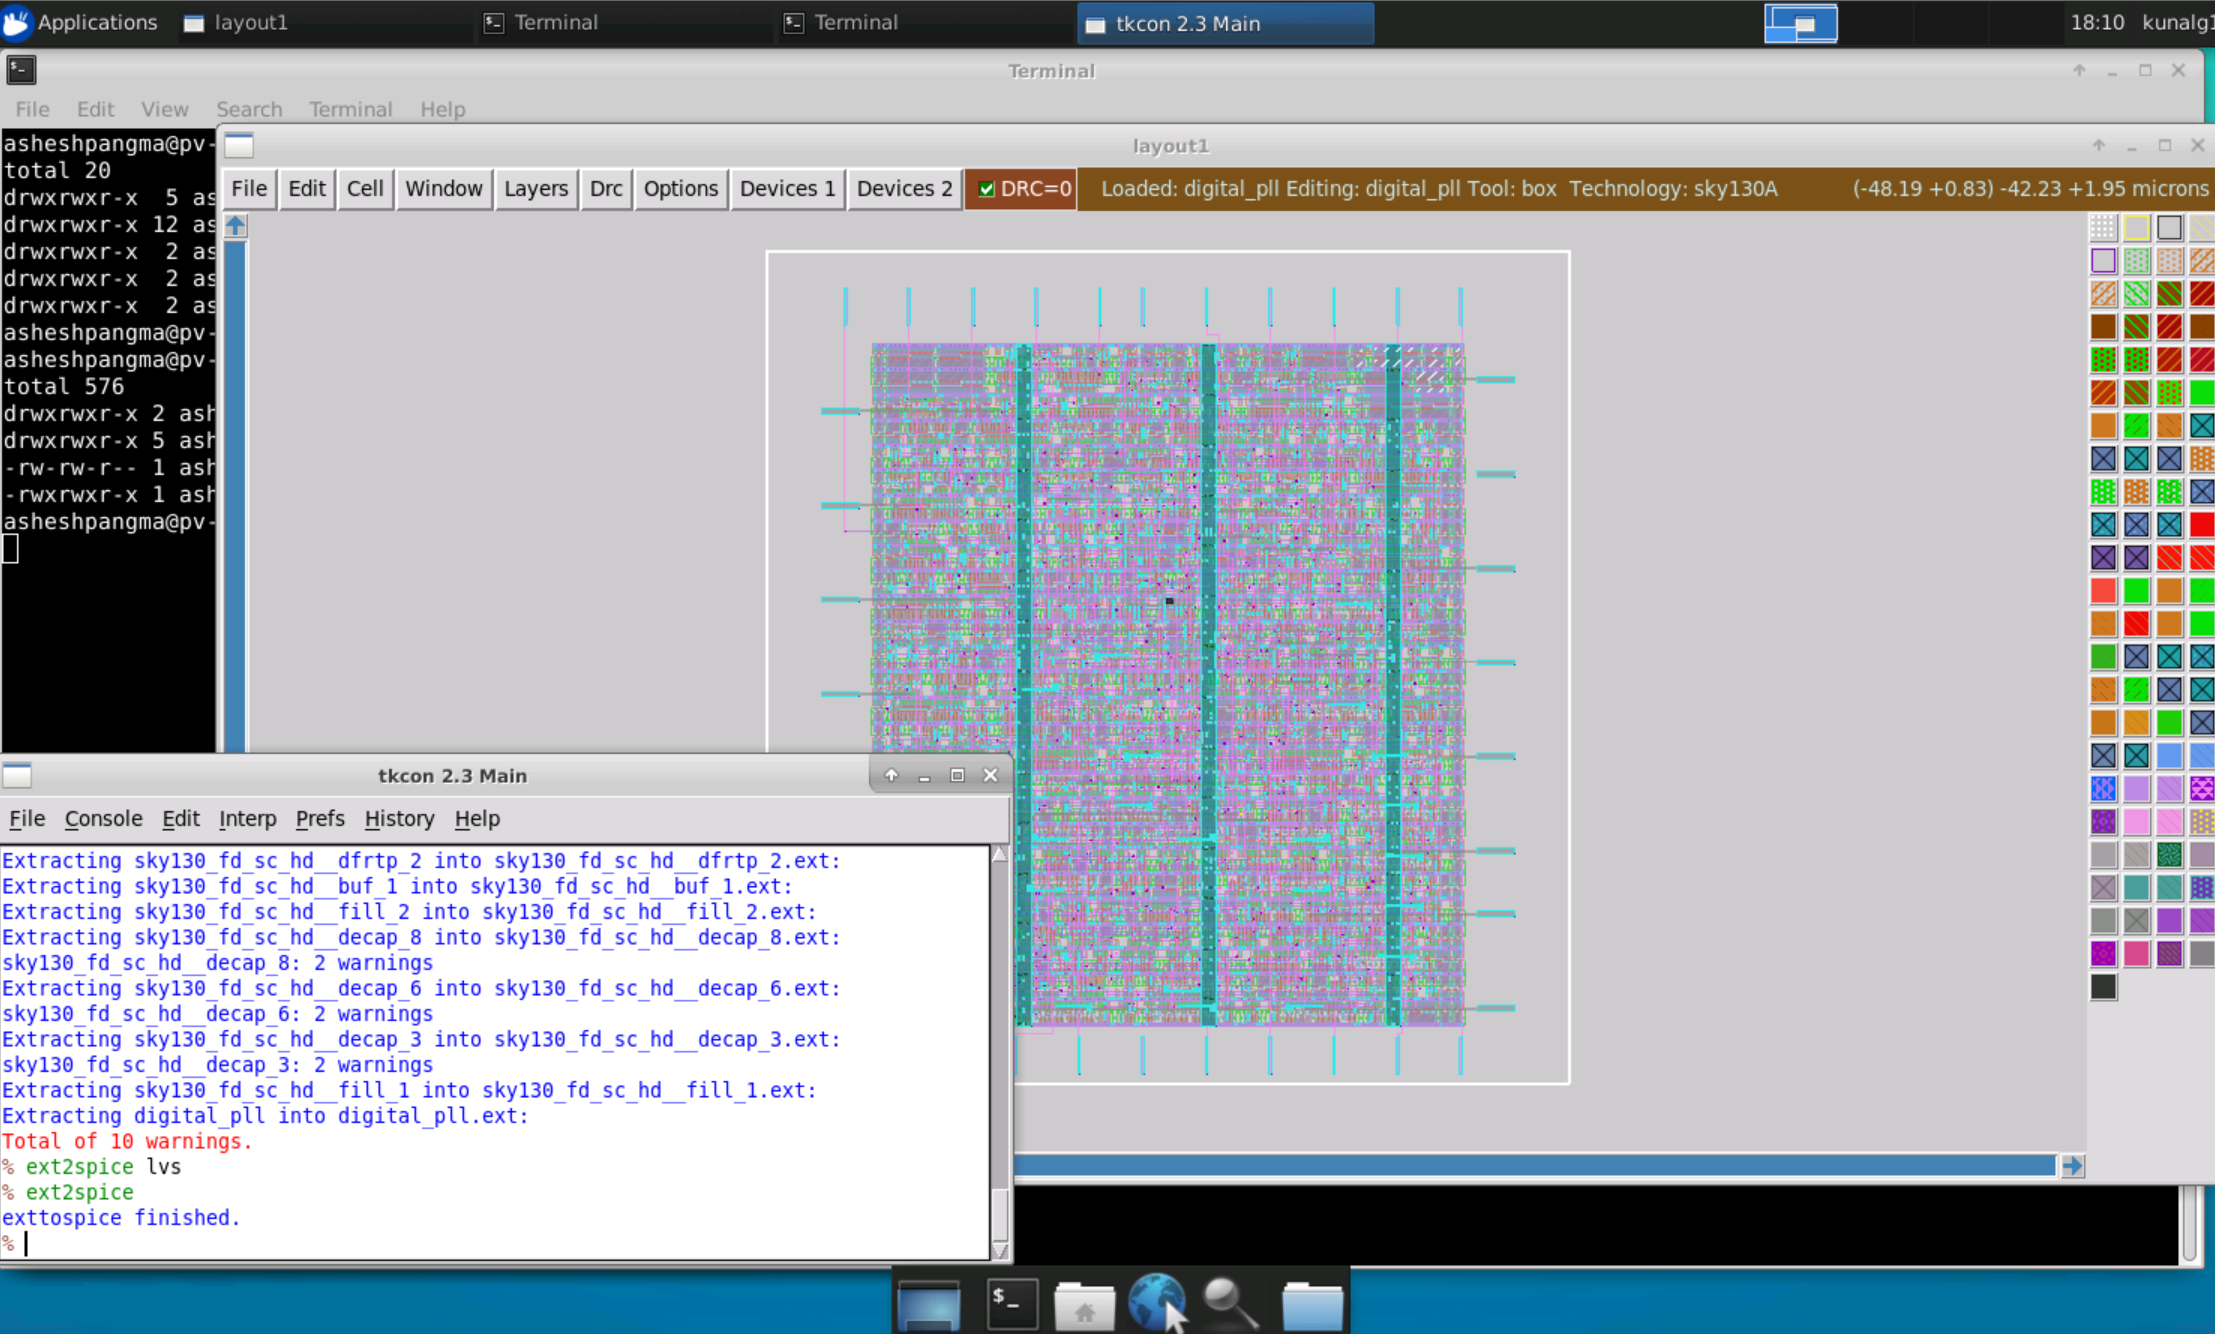 Applications layout1 Terminal Terminal tkcon 2.3 Main 18:10 kunalg1
Terminal
File Edit View Search Terminal Help
asheshpangma@pv-
total 20
drwxrwxr-x 5 as
drwxrwxr-x 12 as
drwxrwxr-x 2 as
drwxrwxr-x 2 as
drwxrwxr-x 2 as
asheshpangma@pv-
asheshpangma@pv-
total 576
drwxrwxr-x 2 ash
drwxrwxr-x 5 ash
-rw-rw-r-- 1 ash
-rwxrwxr-x 1 ash
asheshpangma@pv-
layout1
File Edit Cell Window Layers Drc Options Devices 1 Devices 2 DRC=0 Loaded: digital_pll Editing: digital_pll Tool: box Technology: sky130A (-48.19 +0.83) -42.23 +1.95 microns
tkcon 2.3 Main
File Console Edit Interp Prefs History Help
Extracting sky130_fd_sc_hd__dfrtp_2 into sky130_fd_sc_hd__dfrtp_2.ext:
Extracting sky130_fd_sc_hd__buf_1 into sky130_fd_sc_hd__buf_1.ext:
Extracting sky130_fd_sc_hd__fill_2 into sky130_fd_sc_hd__fill_2.ext:
Extracting sky130_fd_sc_hd__decap_8 into sky130_fd_sc_hd__decap_8.ext:
sky130_fd_sc_hd__decap_8: 2 warnings
Extracting sky130_fd_sc_hd__decap_6 into sky130_fd_sc_hd__decap_6.ext:
sky130_fd_sc_hd__decap_6: 2 warnings
Extracting sky130_fd_sc_hd__decap_3 into sky130_fd_sc_hd__decap_3.ext:
sky130_fd_sc_hd__decap_3: 2 warnings
Extracting sky130_fd_sc_hd__fill_1 into sky130_fd_sc_hd__fill_1.ext:
Extracting digital_pll into digital_pll.ext:
Total of 10 warnings.
% ext2spice lvs
% ext2spice
exttospice finished.
%
$_